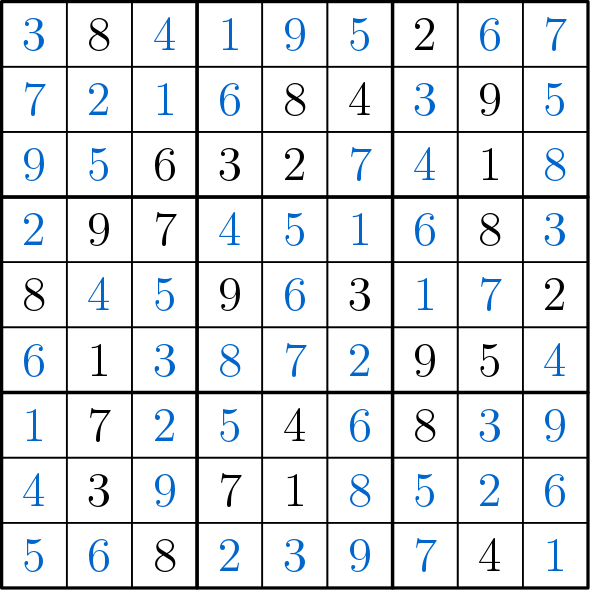 3 8 4 1 9 5 2 6 7
7 2 1 6 8 4 3 9 5
9 5 6 3 2 7 4 1 8
2 9 7 4 5 1 6 8 3
8 4 5 9 6 3 1 7 2
6 1 3 8 7 2 9 5 4
1 7 2 5 4 6 8 3 9
4 3 9 7 1 8 5 2 6
5 6 8 2 3 9 7 4 1